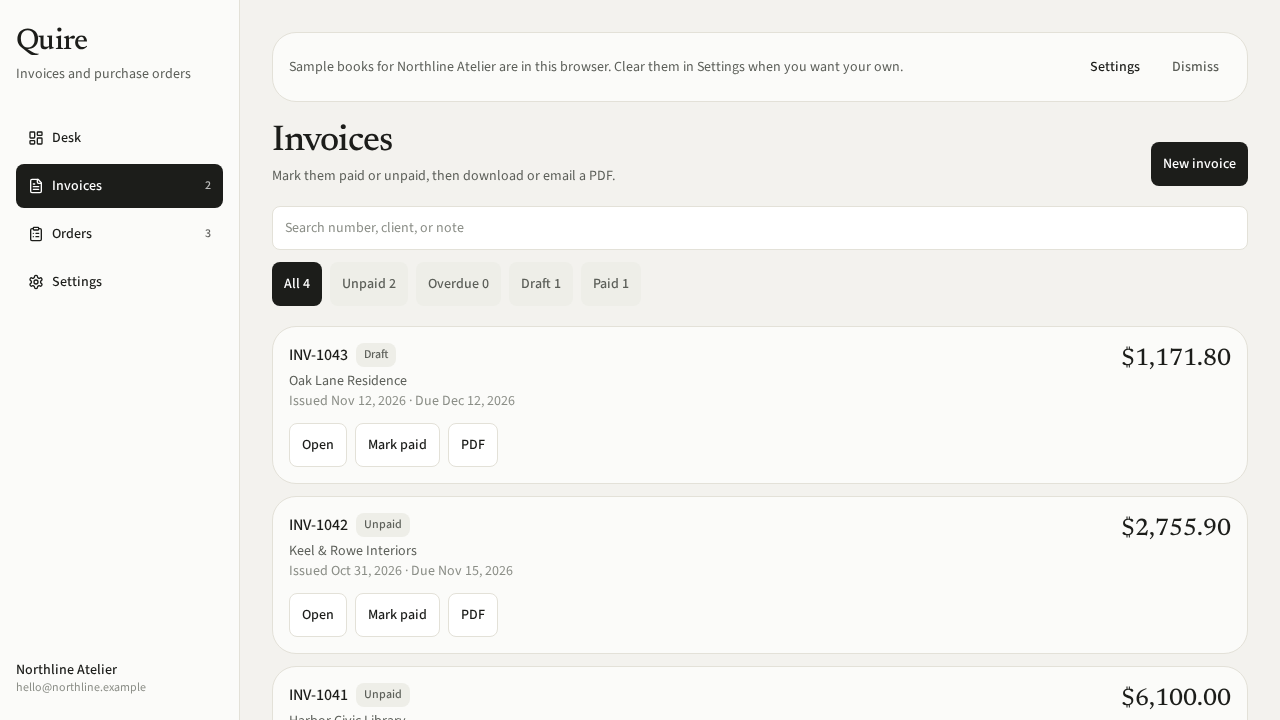 Quire
Invoices and purchase orders
Desk
Invoices 2
Orders 3
Settings
Northline Atelier
hello@northline.example
Sample books for Northline Atelier are in this browser. Clear them in Settings when you want your own.
Settings
Dismiss
Invoices
Mark them paid or unpaid, then download or email a PDF.
New invoice
Search number, client, or note
All 4
Unpaid 2
Overdue 0
Draft 1
Paid 1
INV-1043 Draft
$1,171.80
Oak Lane Residence
Issued Nov 12, 2026 · Due Dec 12, 2026
Open
Mark paid
PDF
INV-1042 Unpaid
$2,755.90
Keel & Rowe Interiors
Issued Oct 31, 2026 · Due Nov 15, 2026
Open
Mark paid
PDF
INV-1041 Unpaid
$6,100.00
Harbor Civic Library